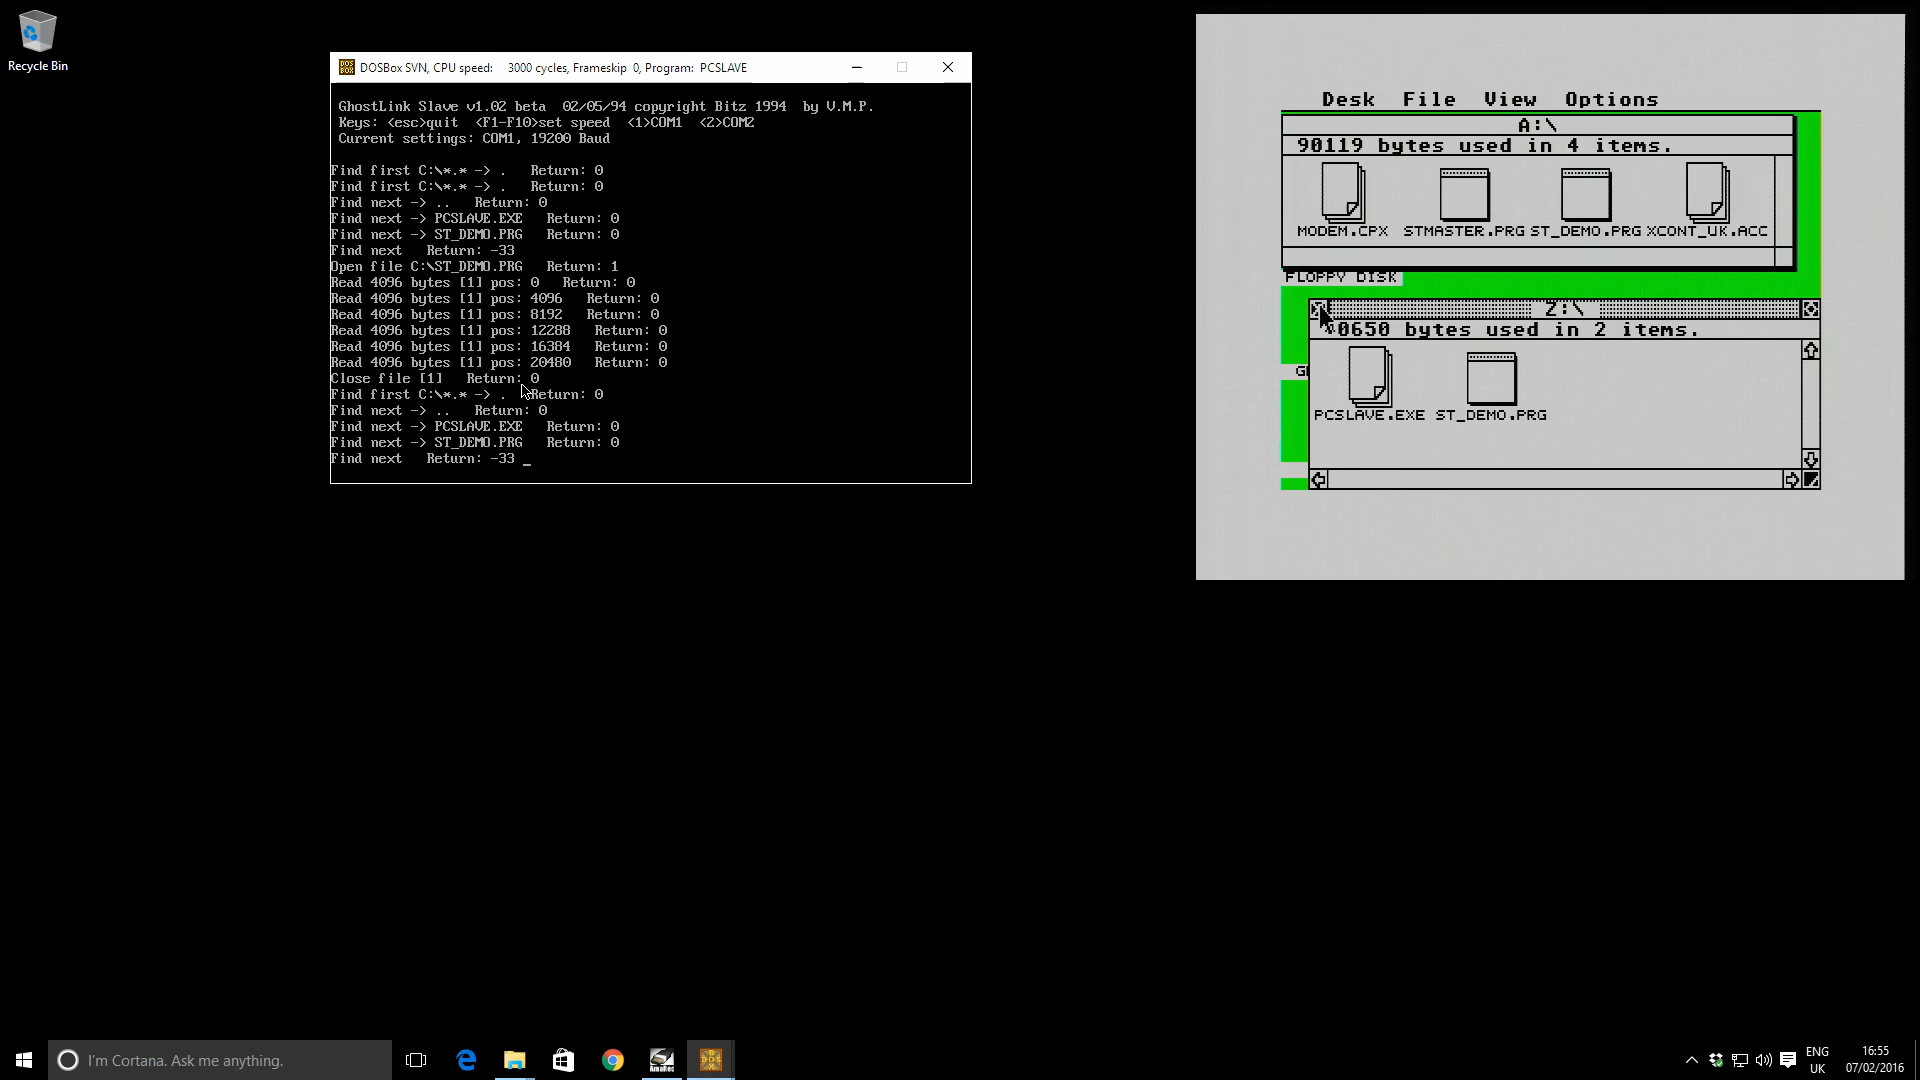 Recycle Bin
DOSBox SVN, CPU speed: 3000 cycles, Frameskip 0, Program: PCSLAVE
GhostLink Slave v1.02 beta 02/05/94 copyright Bitz 1994 by V.M.P.
Keys: <esc>quit <F1-F10>set speed <1>COM1 <2>COM2
Current settings: COM1, 19200 Baud
Find first C:\*.* -> . Return: 0
Find first C:\*.* -> . Return: 0
Find next -> .. Return: 0
Find next -> PCSLAVE.EXE Return: 0
Find next -> ST_DEMO.PRG Return: 0
Find next Return: -33
Open file C:\ST_DEMO.PRG Return: 1
Read 4096 bytes [1] pos: 0 Return: 0
Read 4096 bytes [1] pos: 4096 Return: 0
Read 4096 bytes [1] pos: 8192 Return: 0
Read 4096 bytes [1] pos: 12288 Return: 0
Read 4096 bytes [1] pos: 16384 Return: 0
Read 4096 bytes [1] pos: 20480 Return: 0
Close file [1] Return: 0
Find first C:\*.* -> . Return: 0
Find next -> .. Return: 0
Find next -> PCSLAVE.EXE Return: 0
Find next -> ST_DEMO.PRG Return: 0
Find next Return: -33 _
Desk File View Options
A:\
90119 bytes used in 4 items.
MODEM.CPX STMASTER.PRG ST_DEMO.PRG XCONT_UK.ACC
FLOPPY DISK
Z:\
0650 bytes used in 2 items.
PCSLAVE.EXE ST_DEMO.PRG
I'm Cortana. Ask me anything.
AmaRec
DOS
ENG
UK
16:55
07/02/2016